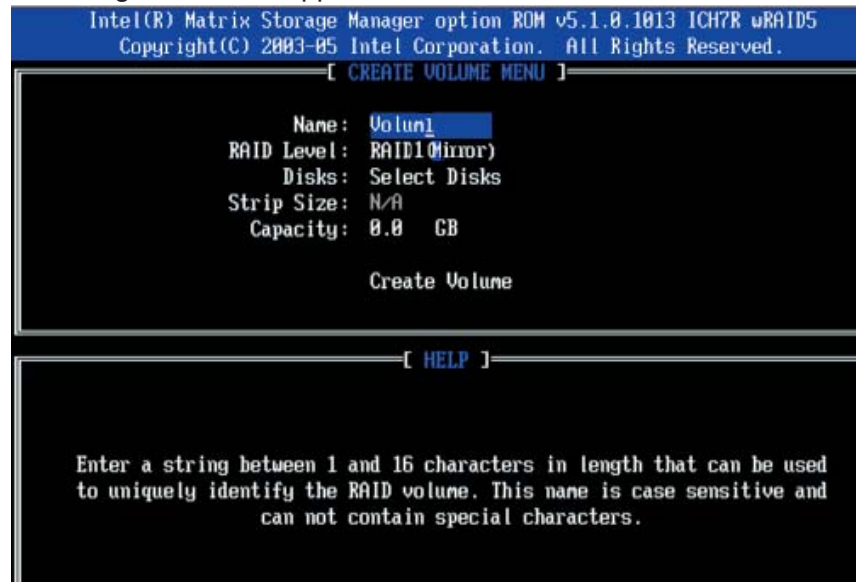 Intel(R) Matrix Storage Manager option ROM v5.1.0.1013 ICH7R wRAID5
Copyright(C) 2003-05 Intel Corporation. All Rights Reserved.
[ CREATE VOLUME MENU ]
Name: Volum1
RAID Level: RAID1(Mirror)
Disks: Select Disks
Strip Size: N/A
Capacity: 0.0 GB
Create Volume
[ HELP ]
Enter a string between 1 and 16 characters in length that can be used
to uniquely identify the RAID volume. This name is case sensitive and
can not contain special characters.